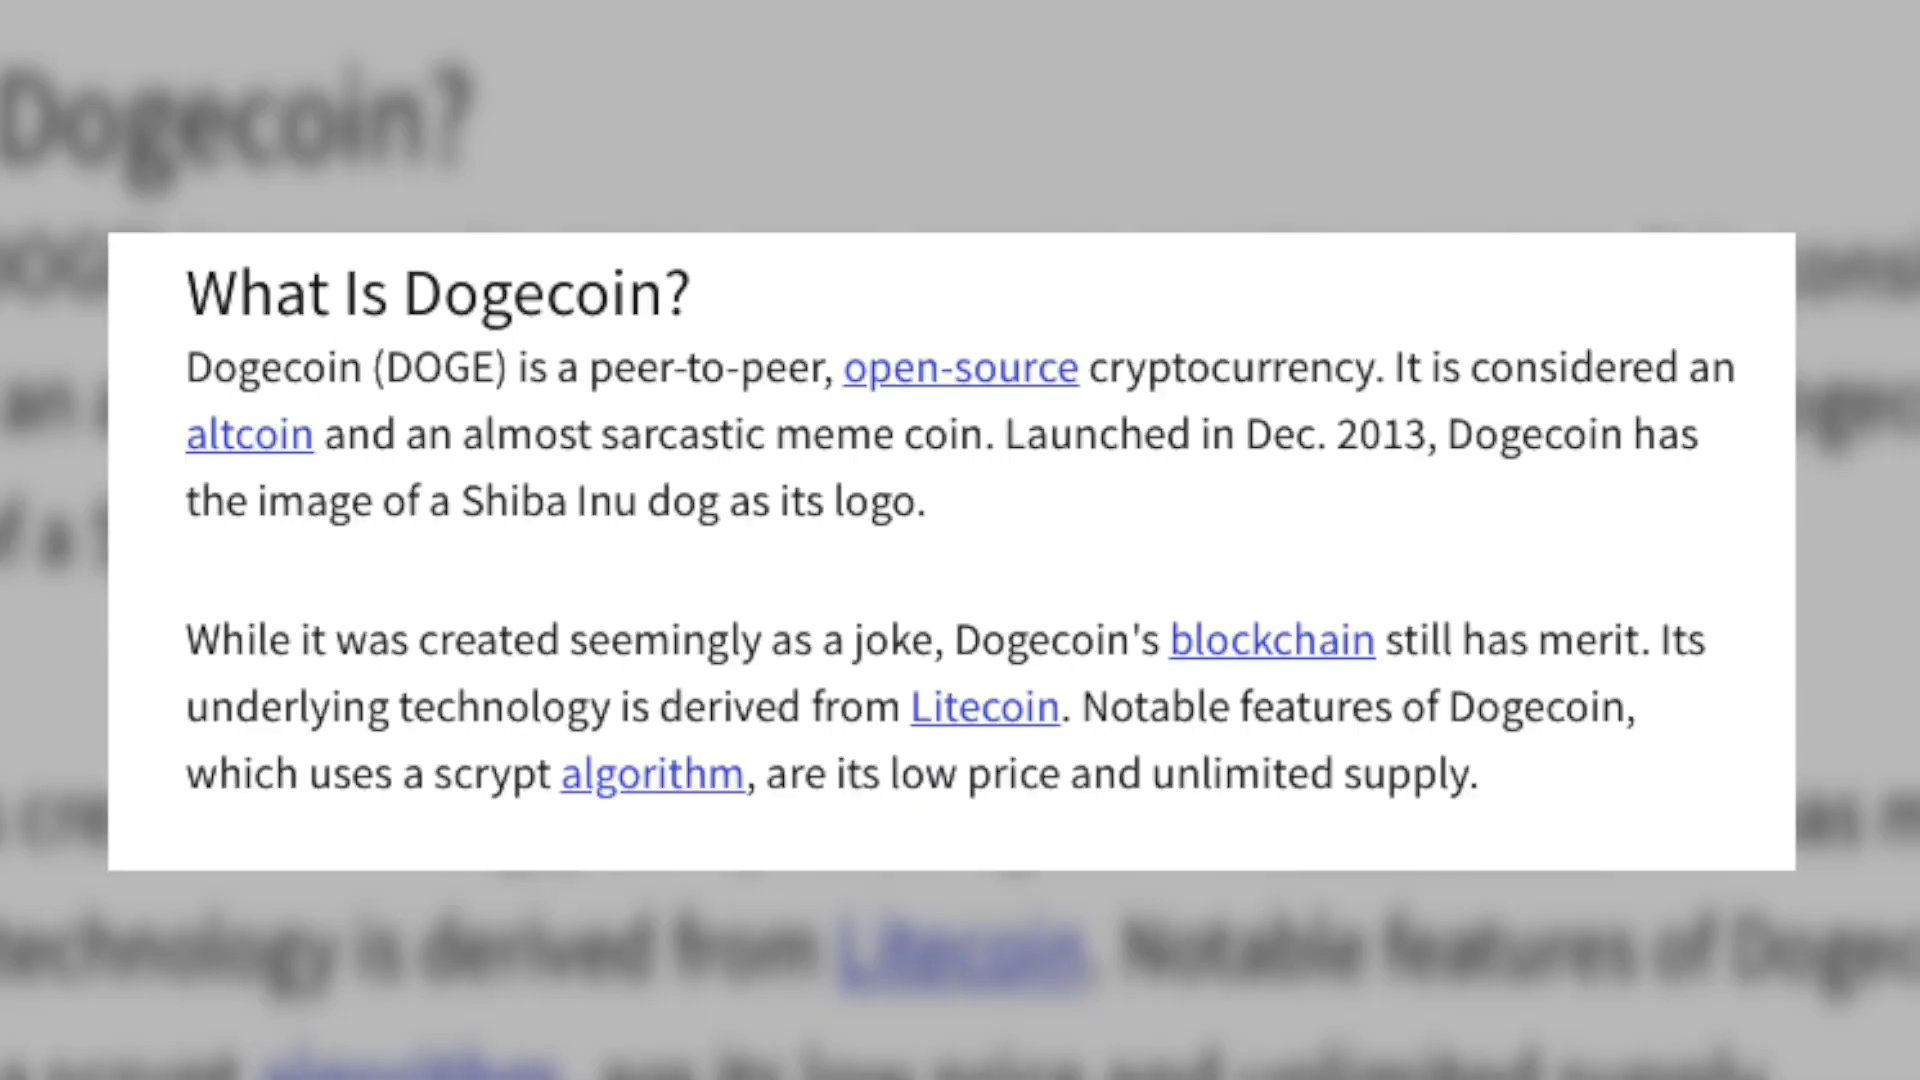 What Is Dogecoin?
Dogecoin (DOGE) is a peer-to-peer, open-source cryptocurrency. It is considered an
altcoin and an almost sarcastic meme coin. Launched in Dec. 2013, Dogecoin has
the image of a Shiba Inu dog as its logo.
While it was created seemingly as a joke, Dogecoin's blockchain still has merit. Its
underlying technology is derived from Litecoin. Notable features of Dogecoin,
which uses a scrypt algorithm, are its low price and unlimited supply.